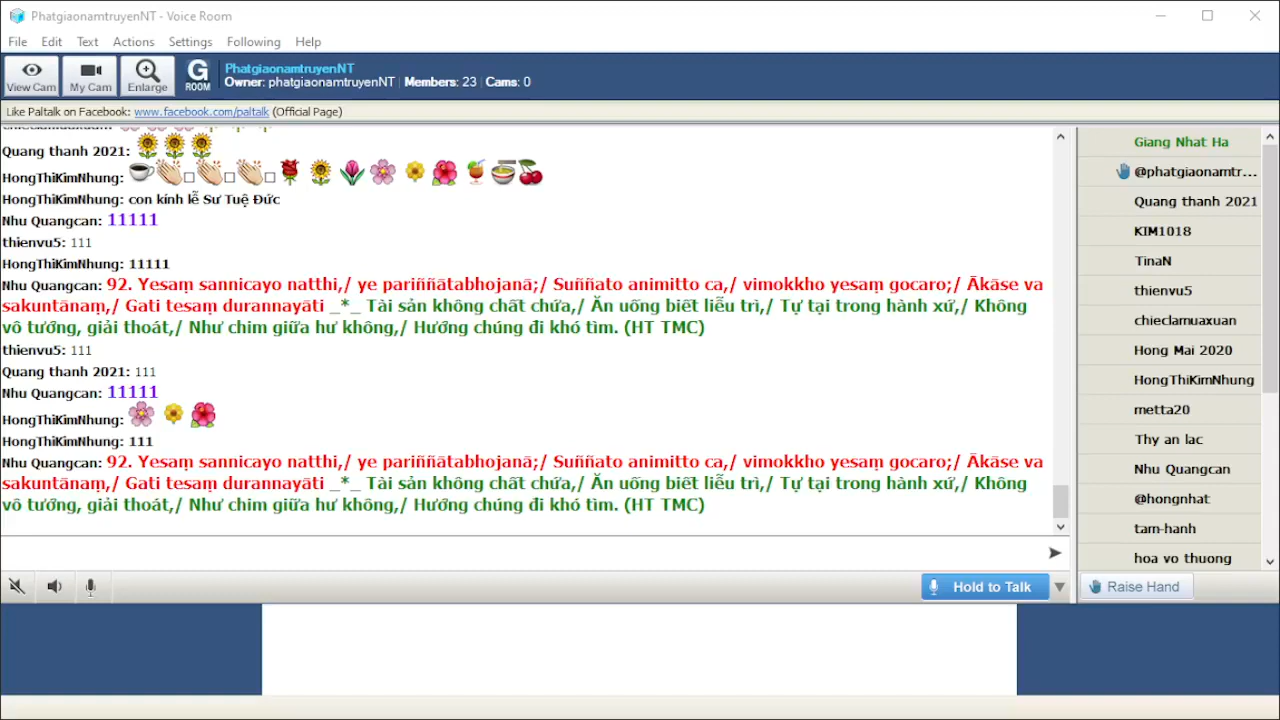 PhatgiaonamtruyenNT - Voice Room
File Edit Text Actions Settings Following Help
View Cam My Cam Enlarge G ROOM
PhatgiaonamtruyenNT
Owner: phatgiaonamtruyenNT | Members: 23 | Cams: 0
Like Paltalk on Facebook: www.facebook.com/paltalk (Official Page)
Quang thanh 2021:
HongThiKimNhung:
HongThiKimNhung: con kính lễ Sư Tuệ Đức
Nhu Quangcan: 11111
thienvu5: 111
HongThiKimNhung: 11111
Nhu Quangcan: 92. Yesaṃ sannicayo natthi,/ ye pariññātabhojanā;/ Suññato animitto ca,/ vimokkho yesaṃ gocaro;/ Ākāse va
sakuntānaṃ,/ Gati tesaṃ durannayāti _*_ Tài sản không chất chứa,/ Ăn uống biết liễu tri,/ Tự tại trong hành xứ,/ Không
vô tướng, giải thoát,/ Như chim giữa hư không,/ Hướng chúng đi khó tìm. (HT TMC)
thienvu5: 111
Quang thanh 2021: 111
Nhu Quangcan: 11111
HongThiKimNhung:
HongThiKimNhung: 111
Nhu Quangcan: 92. Yesaṃ sannicayo natthi,/ ye pariññātabhojanā;/ Suññato animitto ca,/ vimokkho yesaṃ gocaro;/ Ākāse va
sakuntānaṃ,/ Gati tesaṃ durannayāti _*_ Tài sản không chất chứa,/ Ăn uống biết liễu tri,/ Tự tại trong hành xứ,/ Không
vô tướng, giải thoát,/ Như chim giữa hư không,/ Hướng chúng đi khó tìm. (HT TMC)
Hold to Talk
Giang Nhat Ha
@phatgiaonamtr...
Quang thanh 2021
KIM1018
TinaN
thienvu5
chieclamuaxuan
Hong Mai 2020
HongThiKimNhung
metta20
Thy an lac
Nhu Quangcan
@hongnhat
tam-hanh
hoa vo thuong
Raise Hand